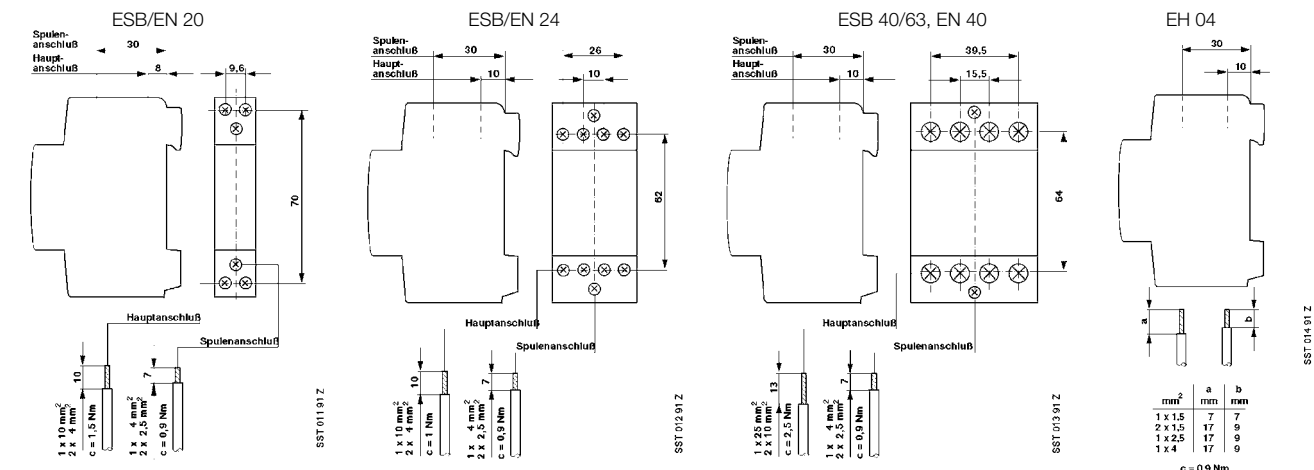 ESB/EN 20
Spulen-
anschluß
30
Haupt-
anschluß
8
9,6
70
Hauptanschluß
Spulenanschluß
10
7
1 x 10 mm²
2 x 4 mm²
c = 1,5 Nm
1 x 4 mm²
2 x 2,5 mm²
c = 0,9 Nm
SST 011 91 Z
ESB/EN 24
Spulen-
anschluß
30
Haupt-
anschluß
10
26
10
62
Hauptanschluß
Spulenanschluß
10
7
1 x 10 mm²
2 x 4 mm²
c = 1 Nm
1 x 4 mm²
2 x 2,5 mm²
c = 0,9 Nm
SST 012 91 Z
ESB 40/63, EN 40
Spulen-
anschluß
30
Haupt-
anschluß
10
39,5
15,5
64
Hauptanschluß
Spulenanschluß
13
7
1 x 25 mm²
2 x 10 mm²
c = 2,5 Nm
1 x 4 mm²
2 x 2,5 mm²
c = 0,9 Nm
SST 013 91 Z
EH 04
30
10
a
b
SST 014 91 Z
mm² a mm b mm
1 x 1,5 7 7
2 x 1,5 17 9
1 x 2,5 17 9
1 x 4 17 9
c = 0,9 Nm